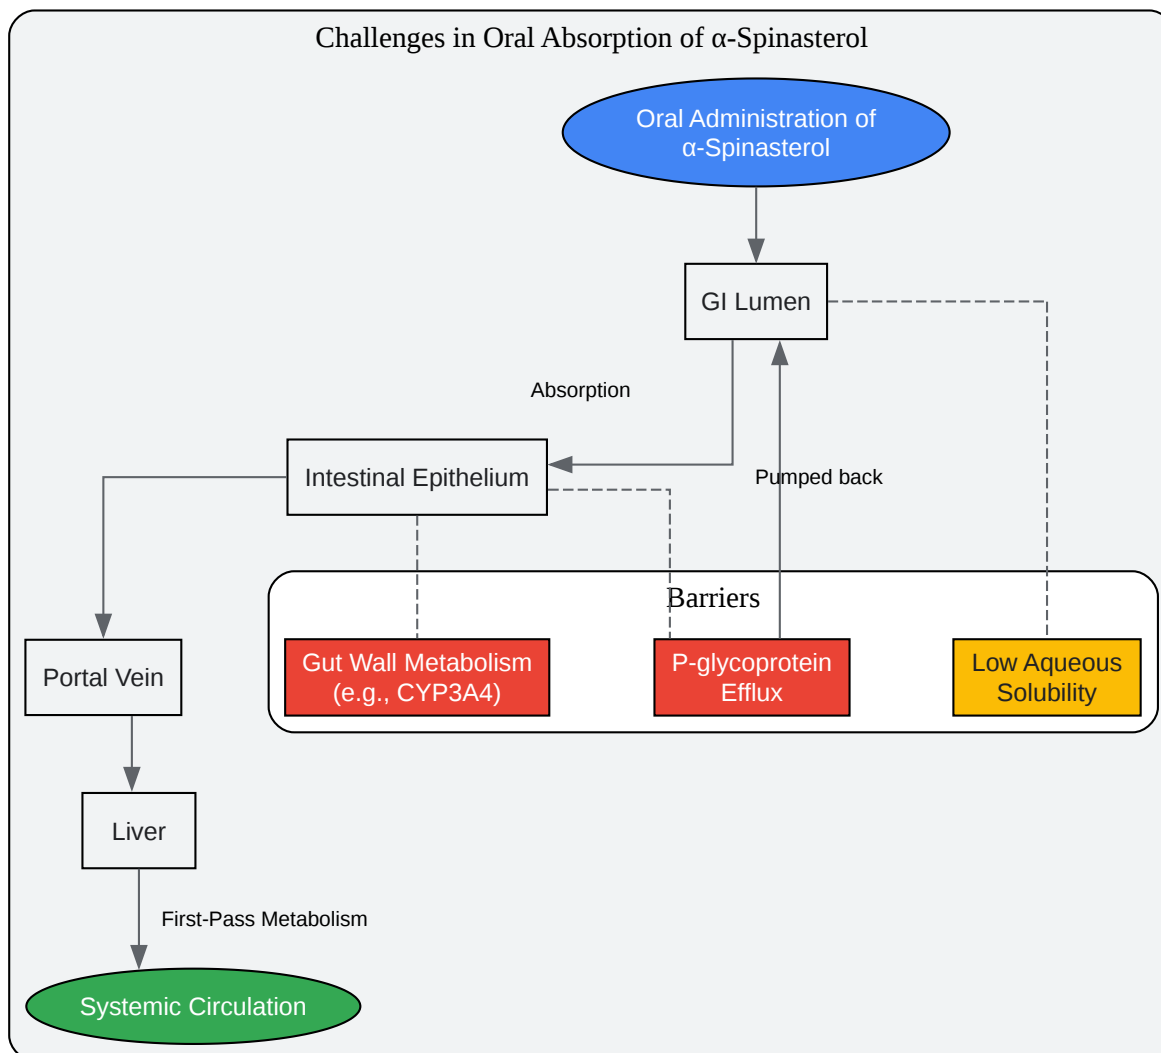 Challenges in Oral Absorption of α-Spinasterol
Oral Administration of
α-Spinasterol
GI Lumen
Absorption
Intestinal Epithelium
Pumped back
Barriers
Gut Wall Metabolism
(e.g., CYP3A4)
P-glycoprotein
Efflux
Low Aqueous
Solubility
Portal Vein
Liver
First-Pass Metabolism
Systemic Circulation